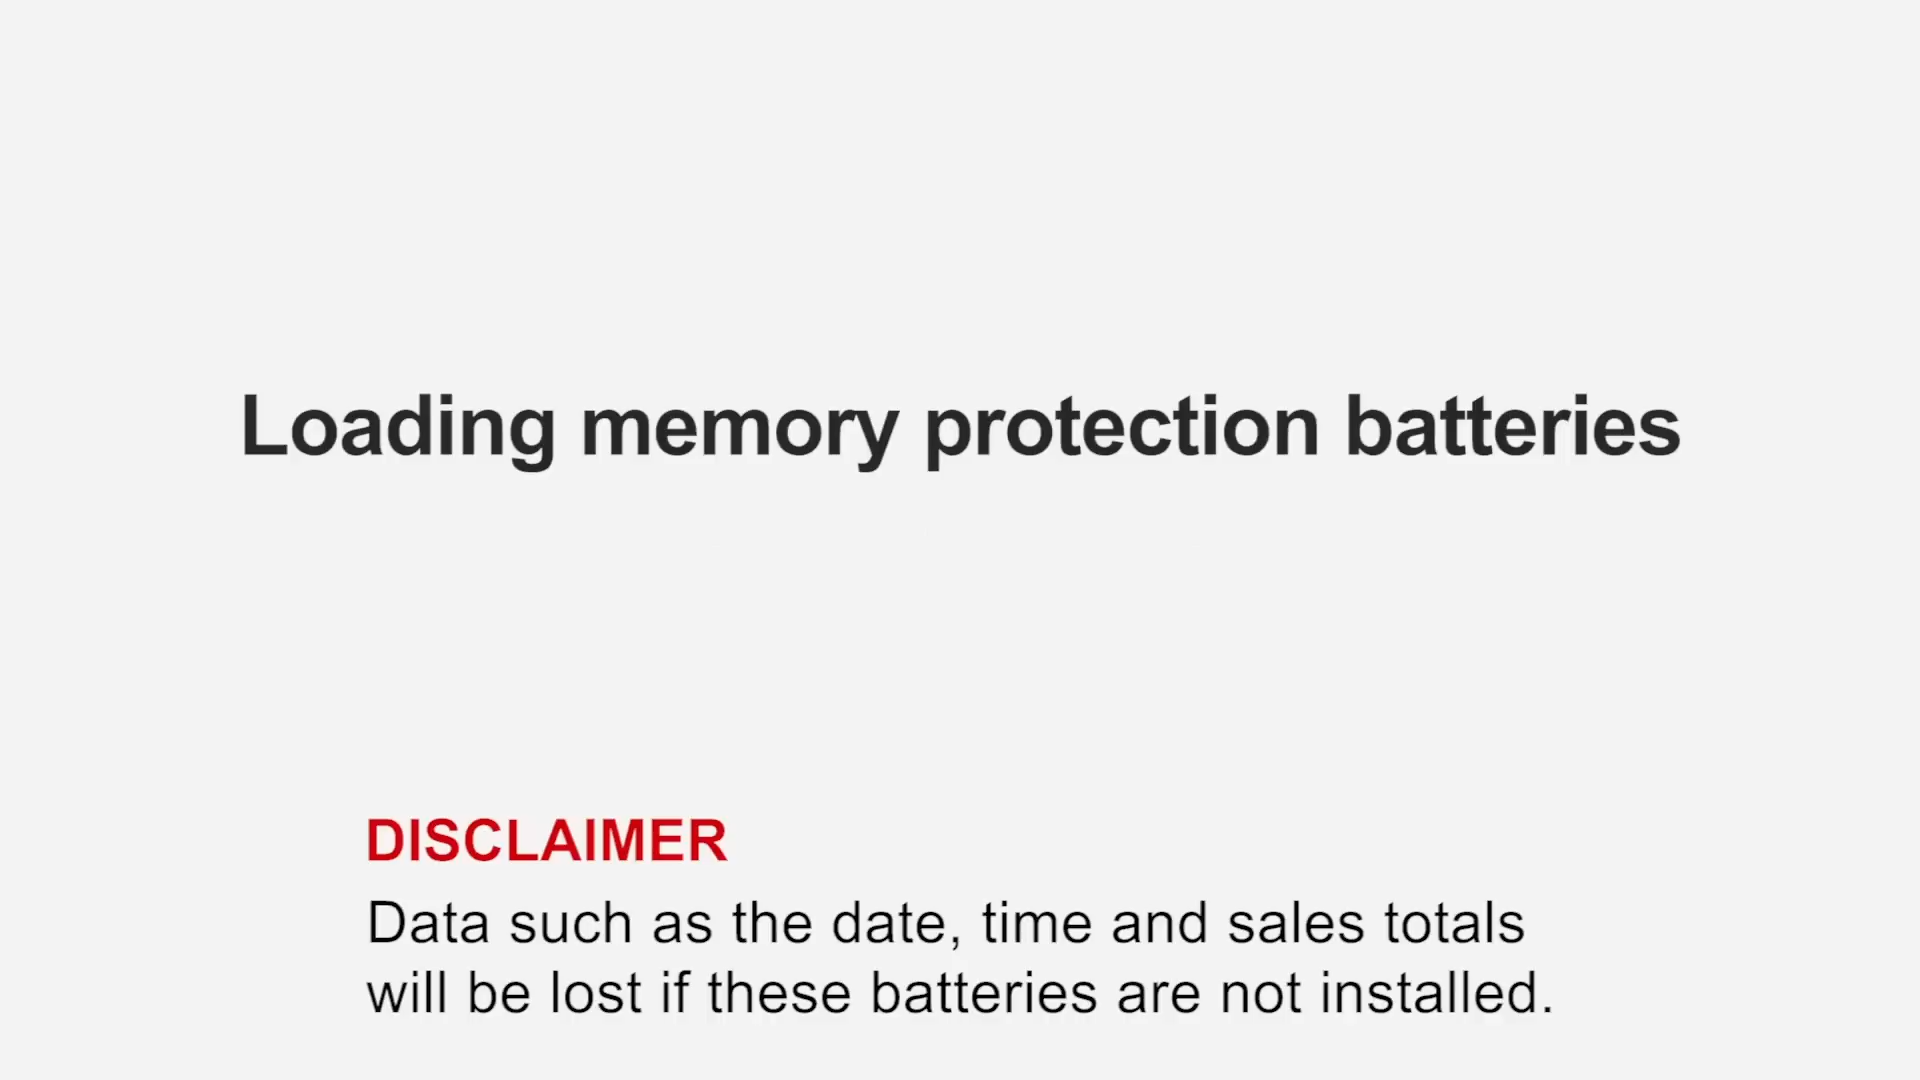 Loading memory protection batteries
DISCLAIMER
Data such as the date, time and sales totals
will be lost if these batteries are not installed.